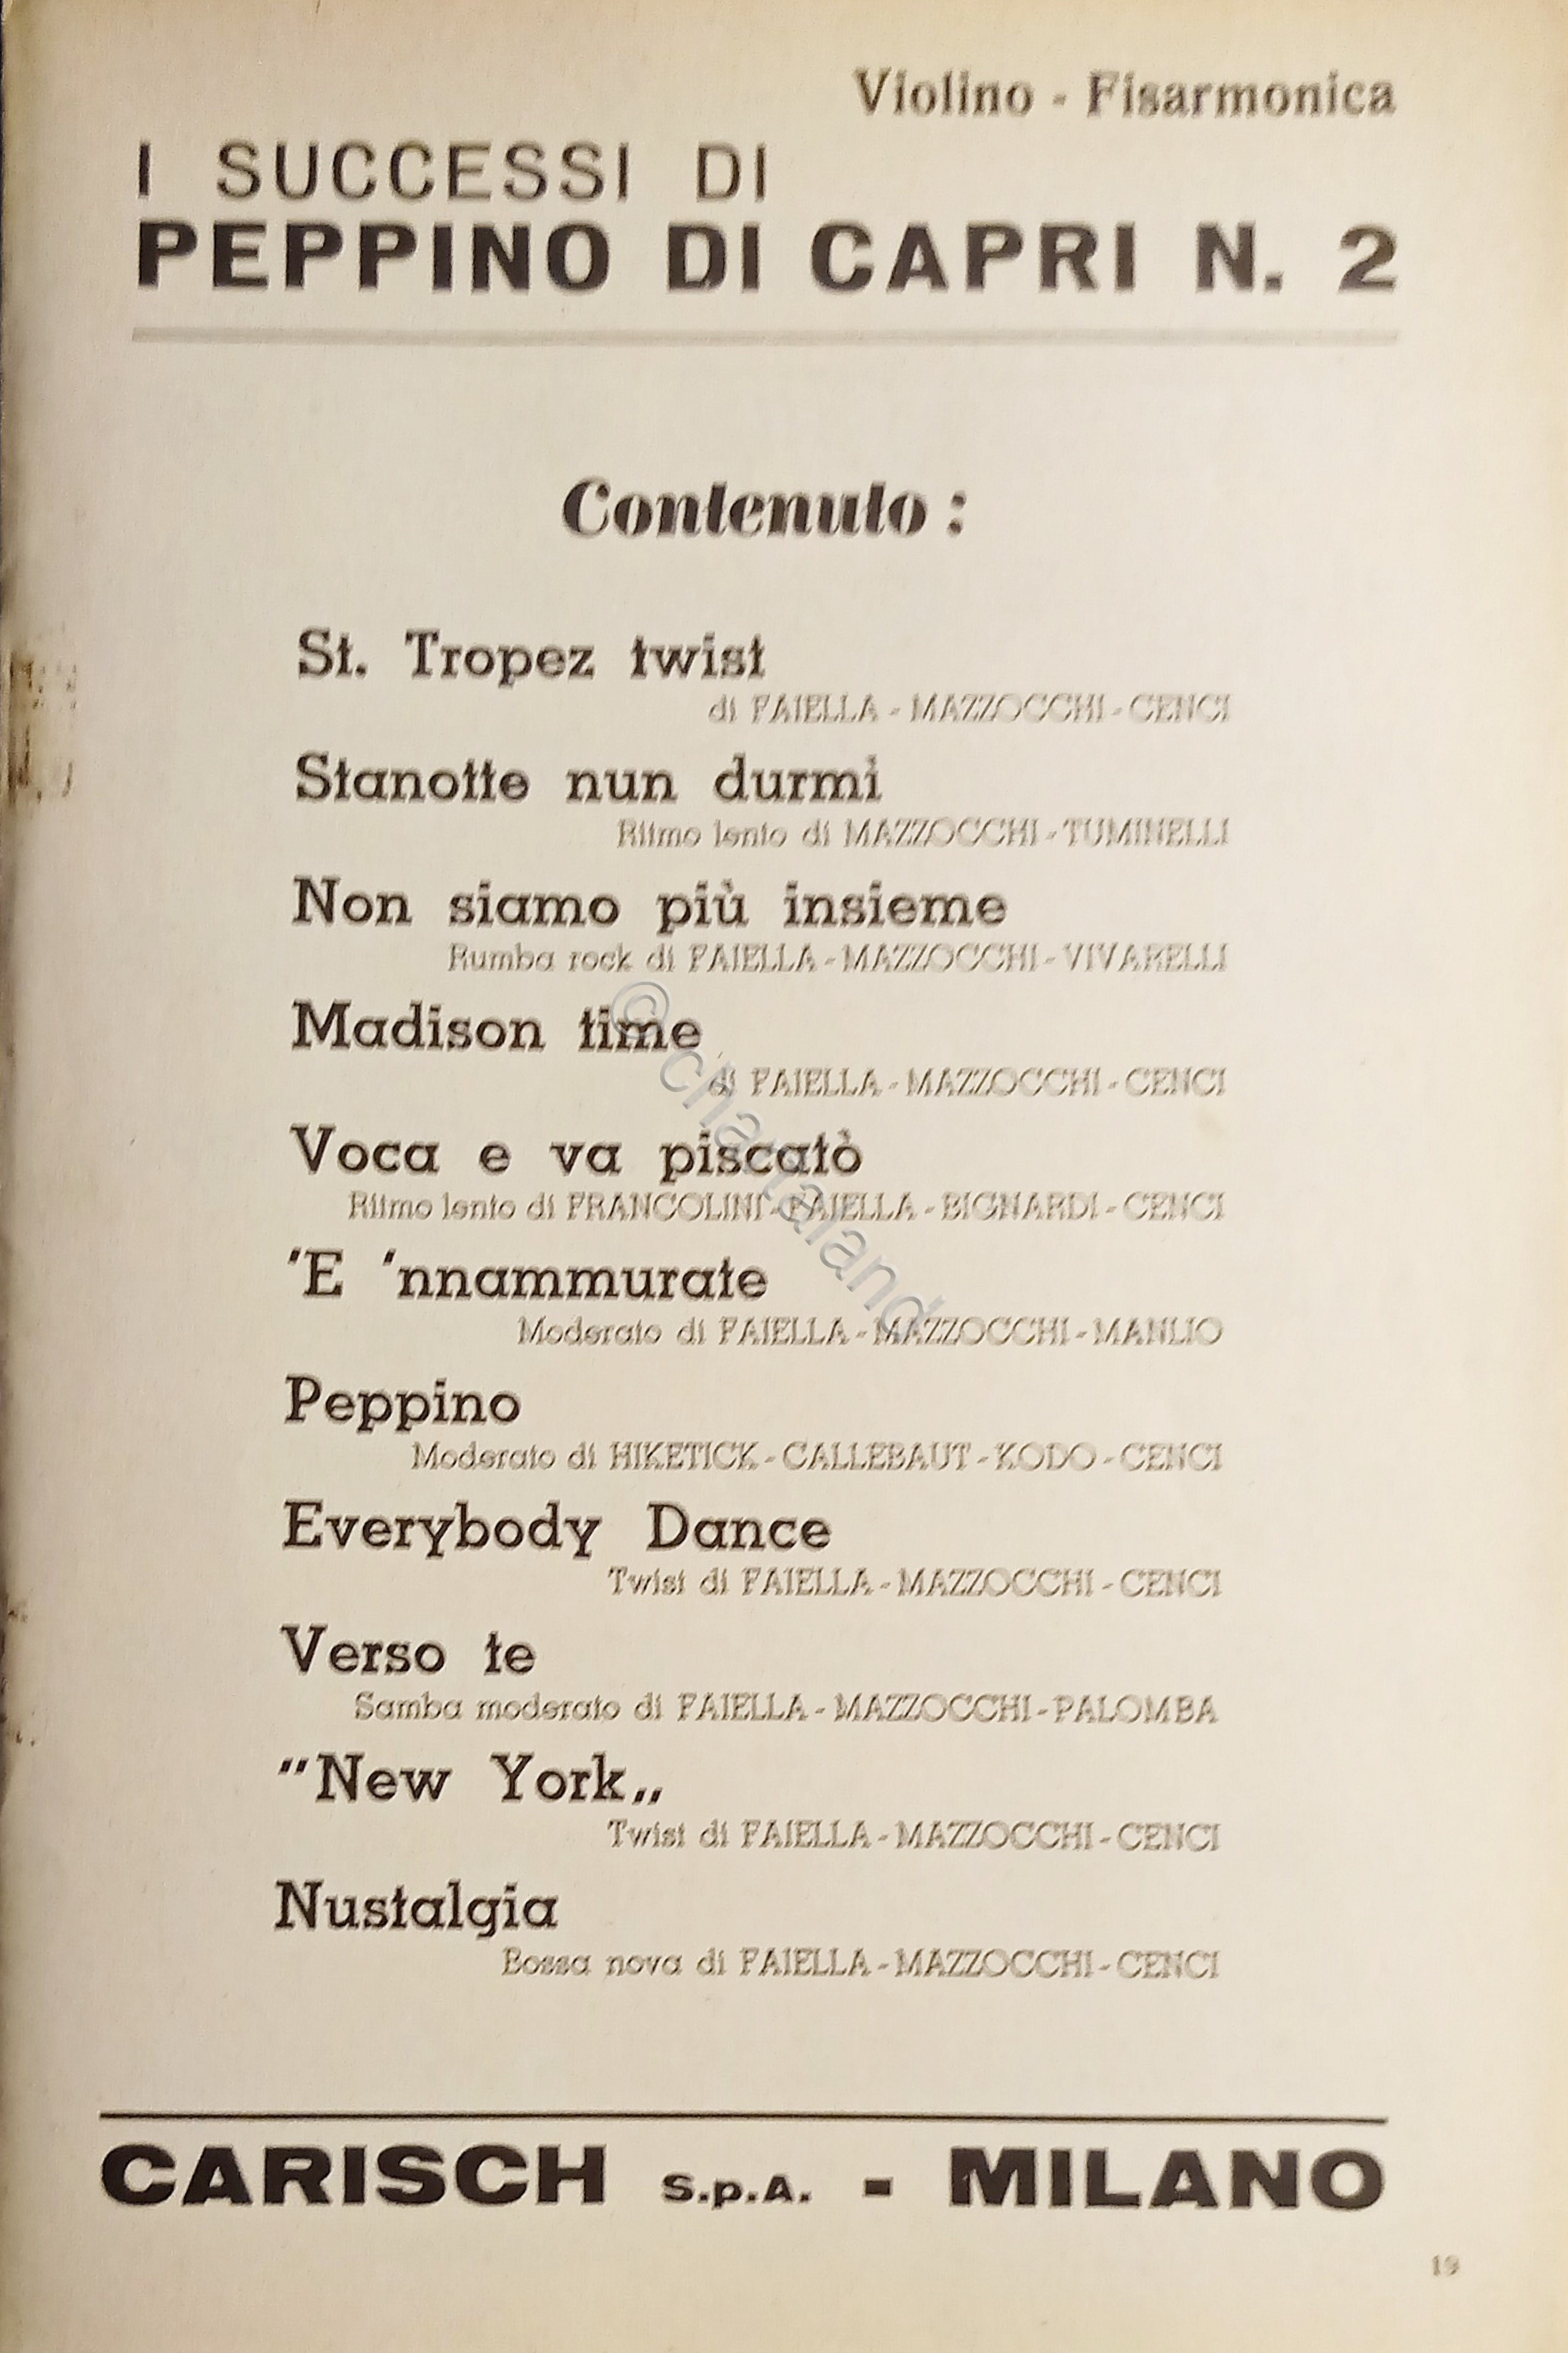 Violino - Fisarmonica
I SUCCESSI DI
PEPPINO DI CAPRI N. 2
Contenuto :
St. Tropez twist
di FAIELLA - MAZZOCCHI - CENCI
Stanotte nun durmì
Ritmo lento di MAZZOCCHI - TUMINELLI
Non siamo più insieme
Rumba rock di FAIELLA - MAZZOCCHI - VIVARELLI
Madison time
di FAIELLA - MAZZOCCHI - CENCI
Voca e va piscatò
Ritmo lento di FRANCOLINI - FAIELLA - BIGNARDI - CENCI
'E 'nnammurate
Moderato di FAIELLA - MAZZOCCHI - MANLIO
Peppino
Moderato di HIKETICK - CALLEBAUT - KODO - CENCI
Everybody Dance
Twist di FAIELLA - MAZZOCCHI - CENCI
Verso te
Samba moderato di FAIELLA - MAZZOCCHI - PALOMBA
"New York„
Twist di FAIELLA - MAZZOCCHI - CENCI
Nustalgia
Bossa nova di FAIELLA - MAZZOCCHI - CENCI
CARISCH S.p.A. - MILANO
19
© chartaland